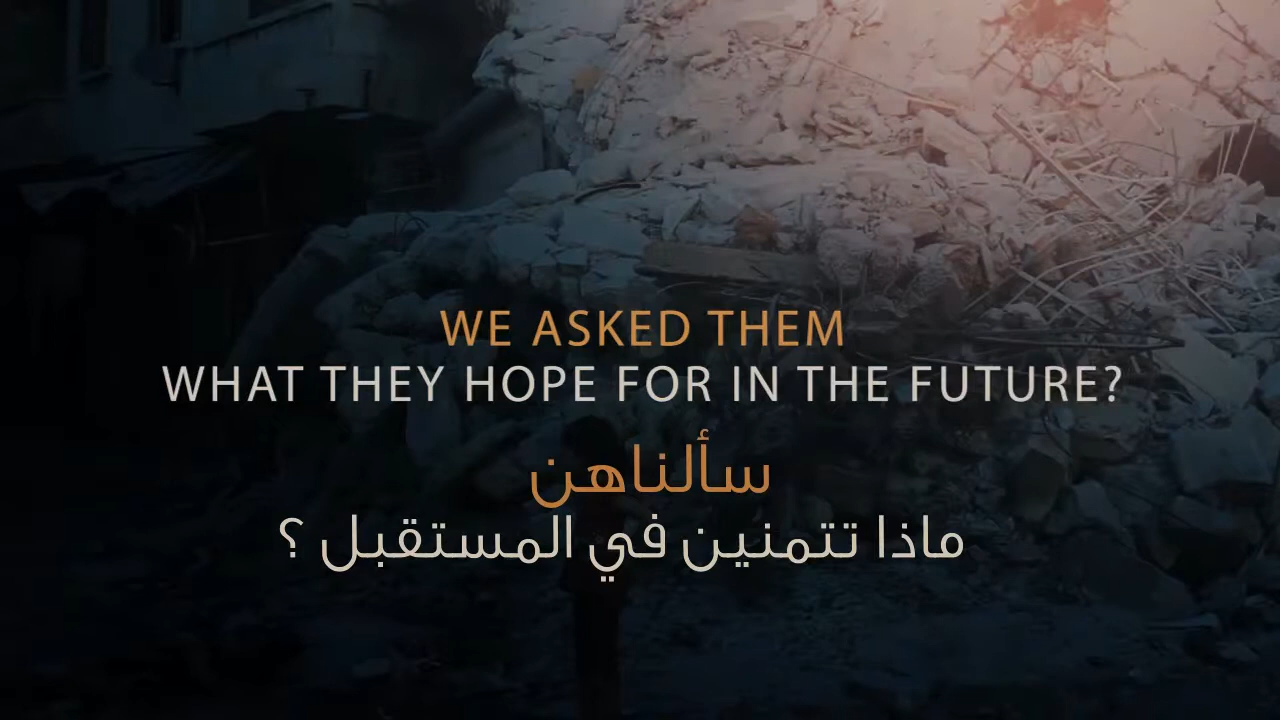 WE ASKED THEM
WHAT THEY HOPE FOR IN THE FUTURE?
سألناهن
ماذا تتمنين في المستقبل ؟